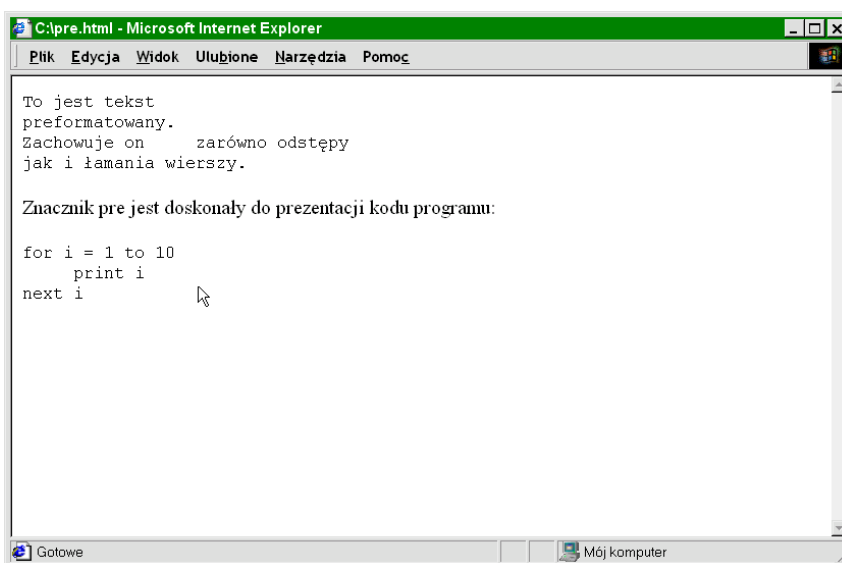 C:\pre.html - Microsoft Internet Explorer
Plik Edycja Widok Ulubione Narzędzia Pomoc
To jest tekst
preformatowany.
Zachowuje on     zarówno odstępy
jak i łamania wierszy.
Znacznik pre jest doskonały do prezentacji kodu programu:
for i = 1 to 10
     print i
next i
Gotowe
Mój komputer